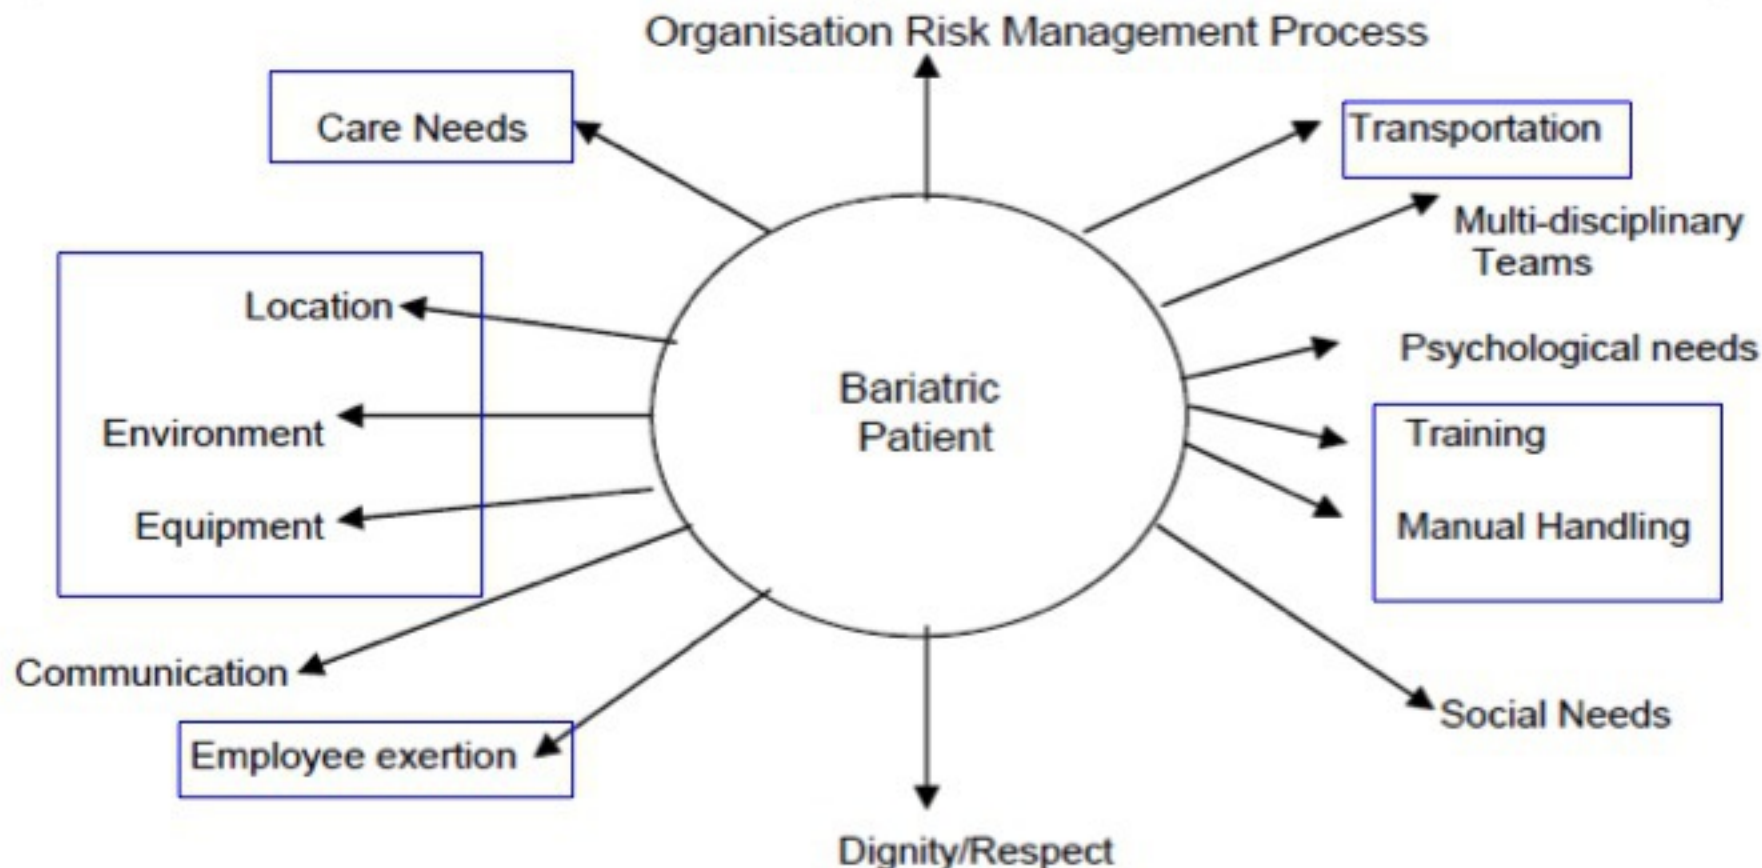 Organisation Risk Management Process
Care Needs
Transportation
Multi-disciplinary
Teams
Location
Psychological needs
Bariatric
Patient
Environment
Training
Equipment
Manual Handling
Communication
Social Needs
Employee exertion
Dignity/Respect